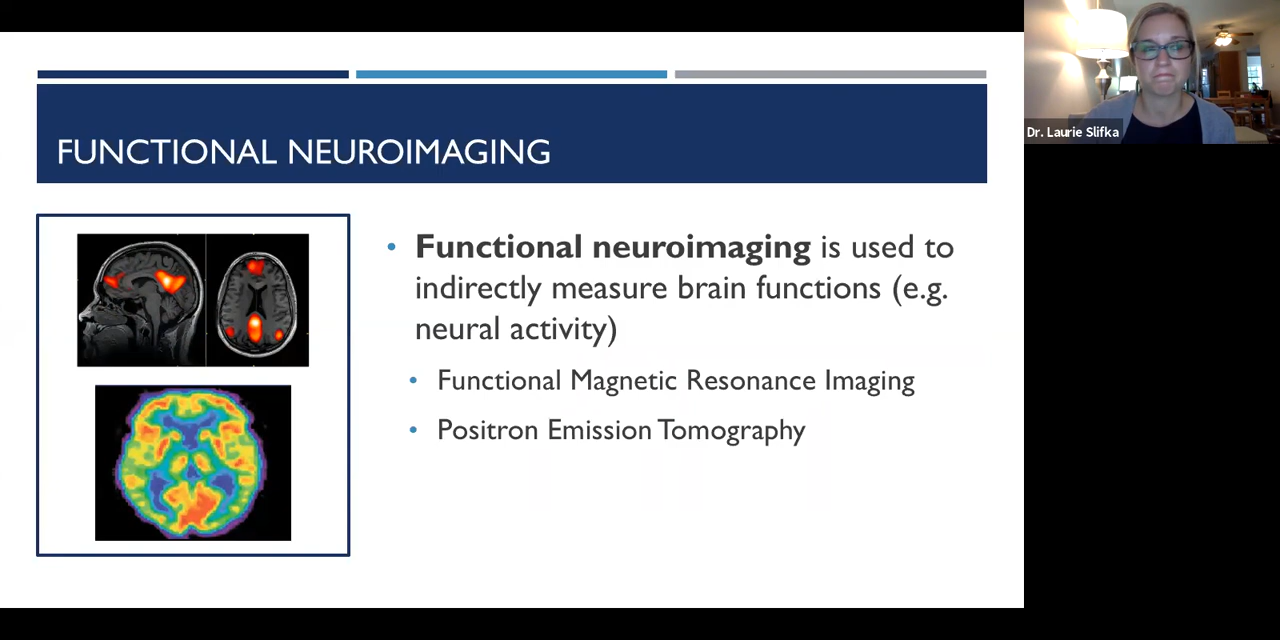 FUNCTIONAL NEUROIMAGING
• Functional neuroimaging is used to
indirectly measure brain functions (e.g.
neural activity)
• Functional Magnetic Resonance Imaging
• Positron Emission Tomography
Dr. Laurie Slifka